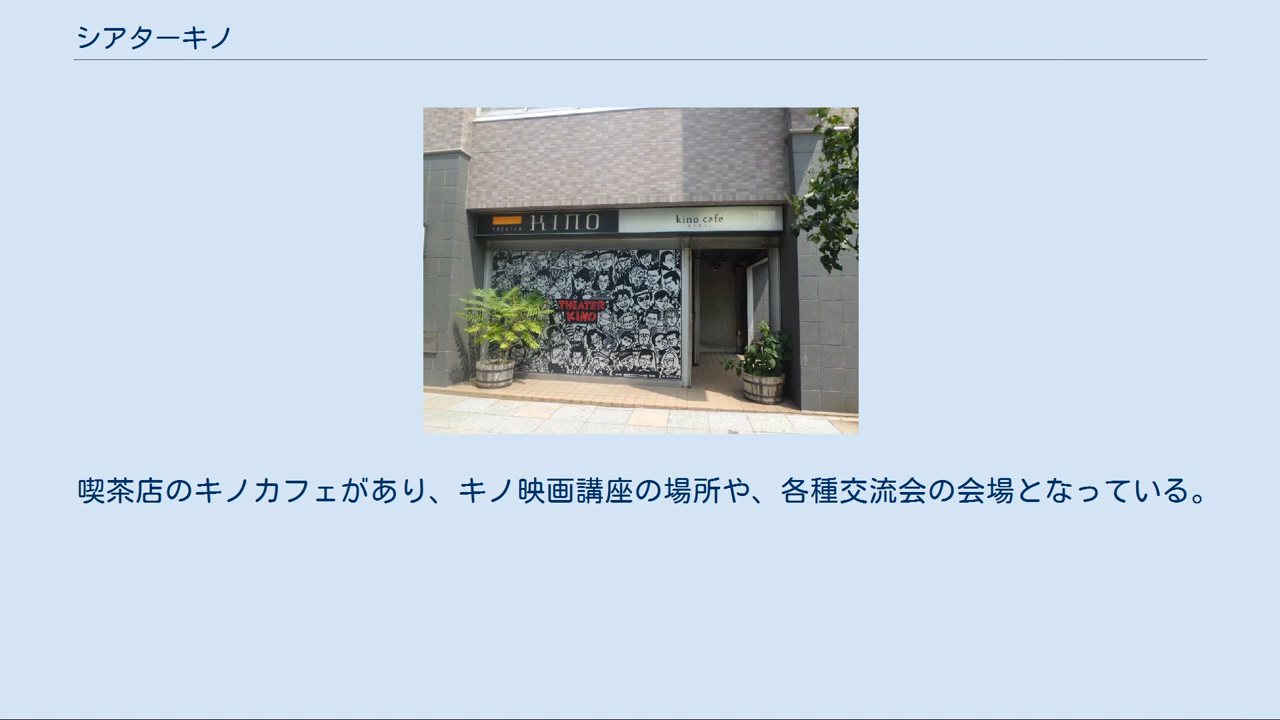 シアターキノ
THEATER KINO kino cafe
THEATER
KINO
喫茶店のキノカフェがあり、キノ映画講座の場所や、各種交流会の会場となっている。